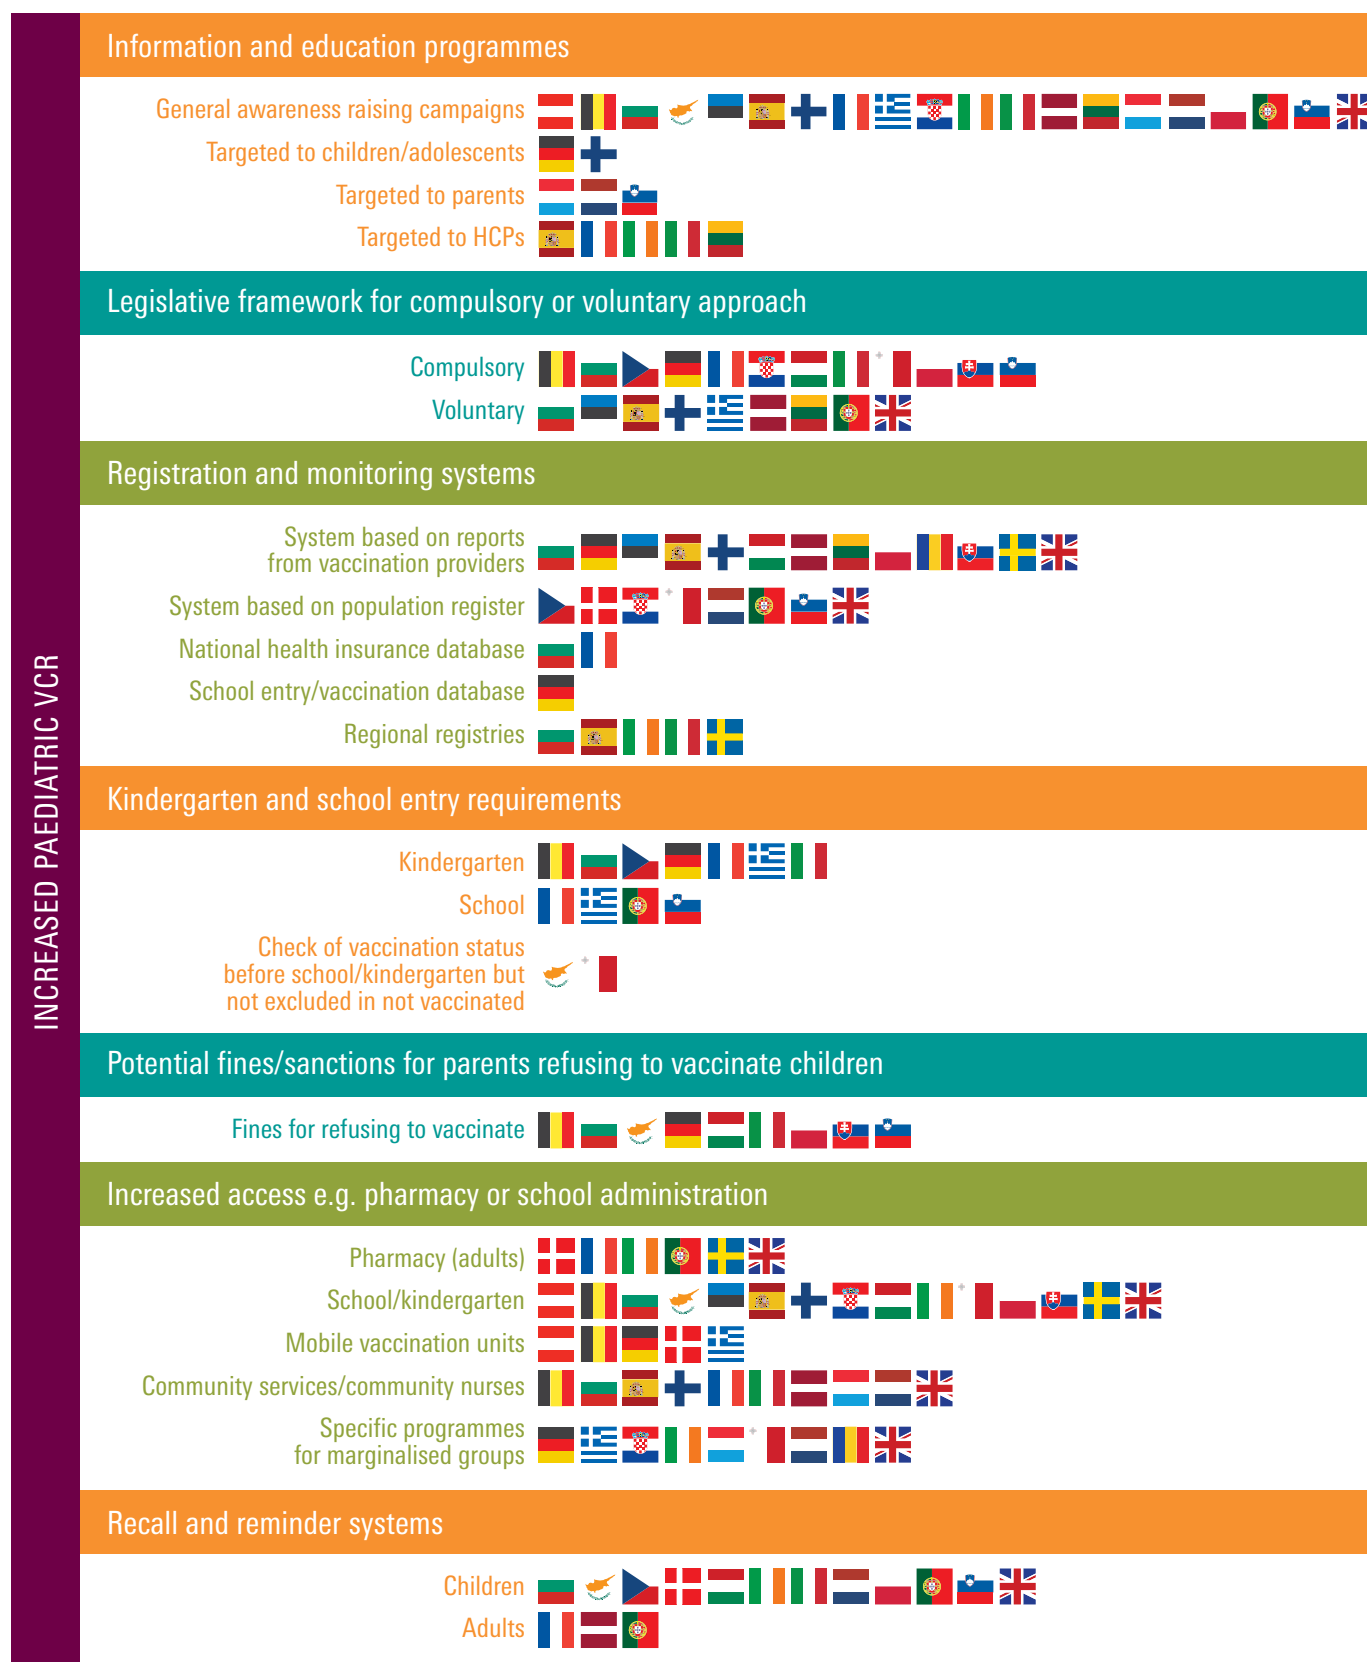 INCREASED PAEDIATRIC VCR
Information and education programmes
General awareness raising campaigns
Targeted to children/adolescents
Targeted to parents
Targeted to HCPs
Legislative framework for compulsory or voluntary approach
Compulsory
Voluntary
Registration and monitoring systems
System based on reports
from vaccination providers
System based on population register
National health insurance database
School entry/vaccination database
Regional registries
Kindergarten and school entry requirements
Kindergarten
School
Check of vaccination status
before school/kindergarten but
not excluded in not vaccinated
Potential fines/sanctions for parents refusing to vaccinate children
Fines for refusing to vaccinate
Increased access e.g. pharmacy or school administration
Pharmacy (adults)
School/kindergarten
Mobile vaccination units
Community services/community nurses
Specific programmes
for marginalised groups
Recall and reminder systems
Children
Adults